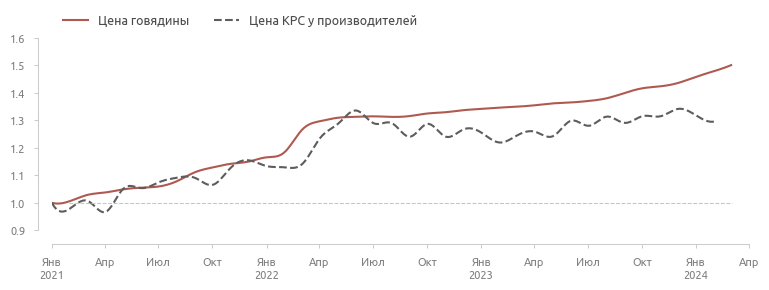 Цена говядины Цена КРС у производителей
1.6
1.5
1.4
1.3
1.2
1.1
1.0
0.9
Янв Апр Июл Окт Янв Апр Июл Окт Янв Апр Июл Окт Янв Апр
2021 2022 2023 2024